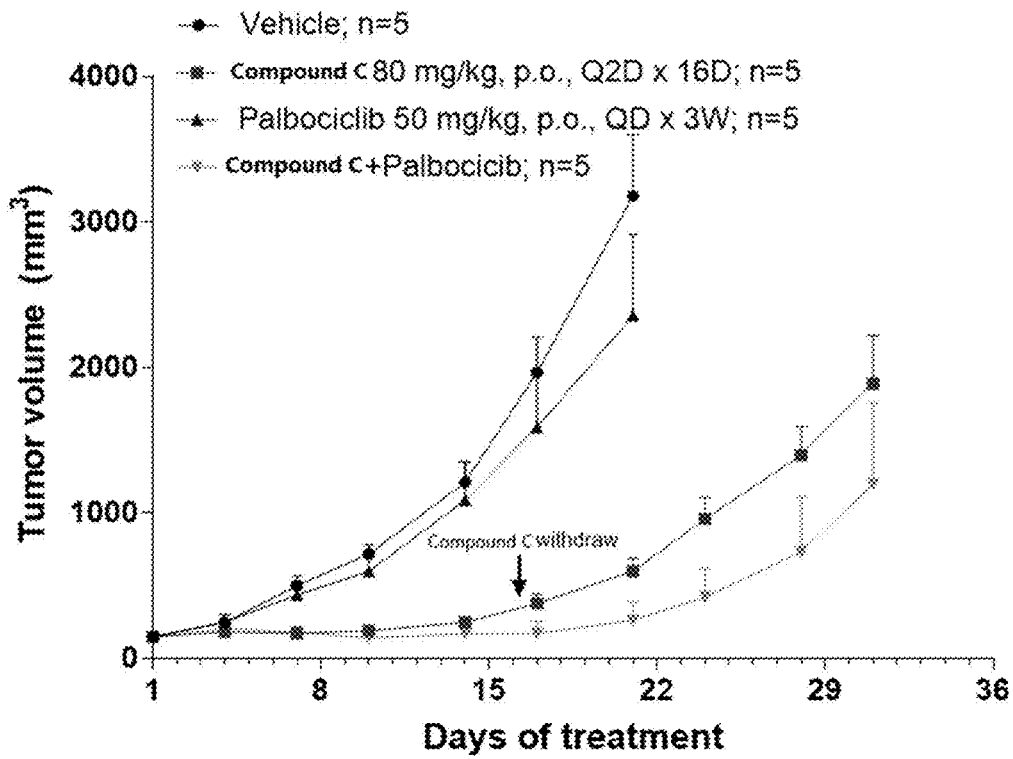 Vehicle; n=5
Compound C 80 mg/kg, p.o., Q2D x 16D; n=5
Palbociclib 50 mg/kg, p.o., QD x 3W; n=5
Compound C+Palbocicib; n=5
4000
3000
2000
1000
0
Tumor volume (mm³)
Compound C withdraw
1 8 15 22 29 36
Days of treatment